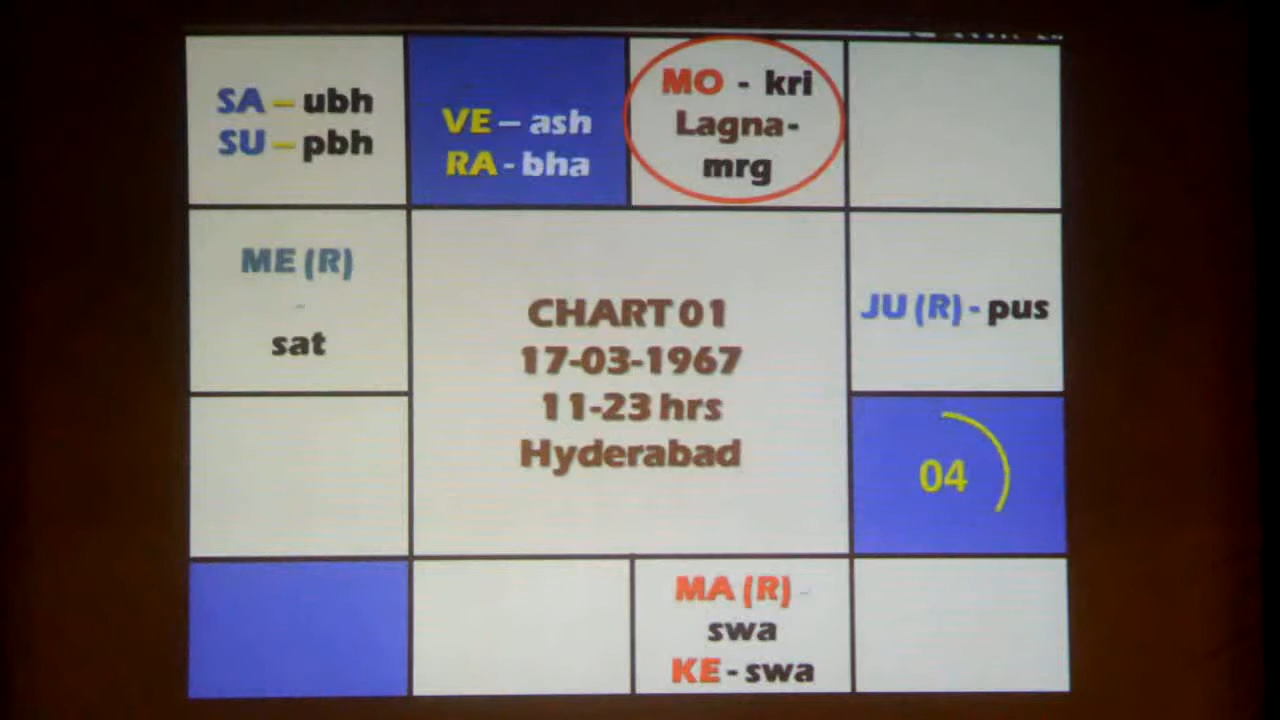 SA – ubh
SU – pbh
VE – ash
RA - bha
MO - kri
Lagna-
mrg
ME (R)
-
sat
CHART 01
17-03-1967
11-23 hrs
Hyderabad
JU (R) - pus
04
MA (R) -
swa
KE - swa